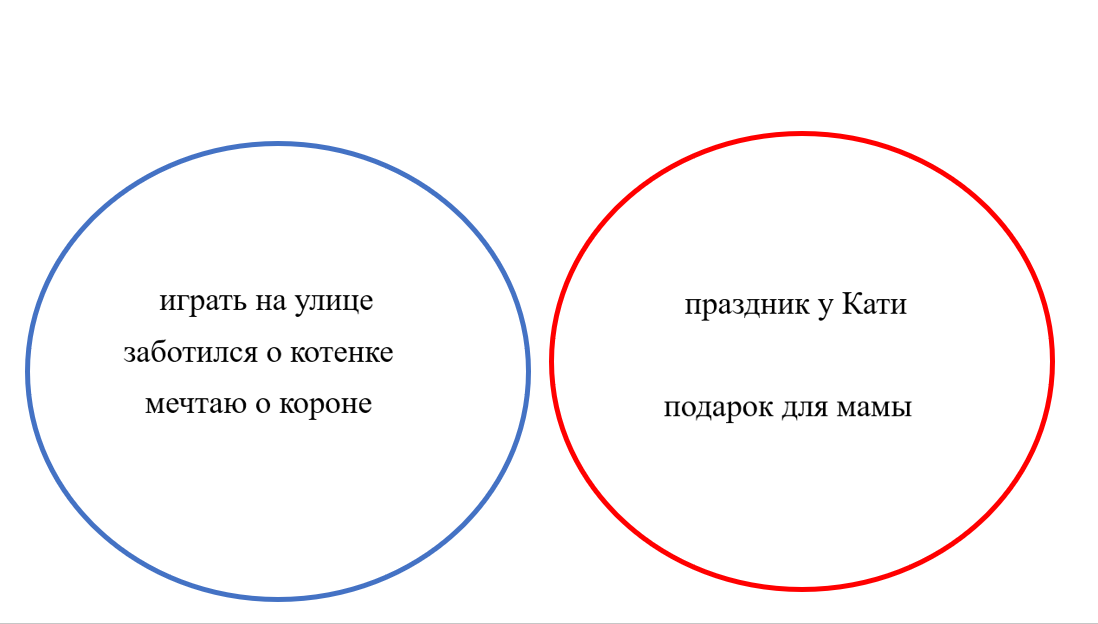 играть на улице
заботился о котенке
мечтаю о короне
праздник у Кати
подарок для мамы